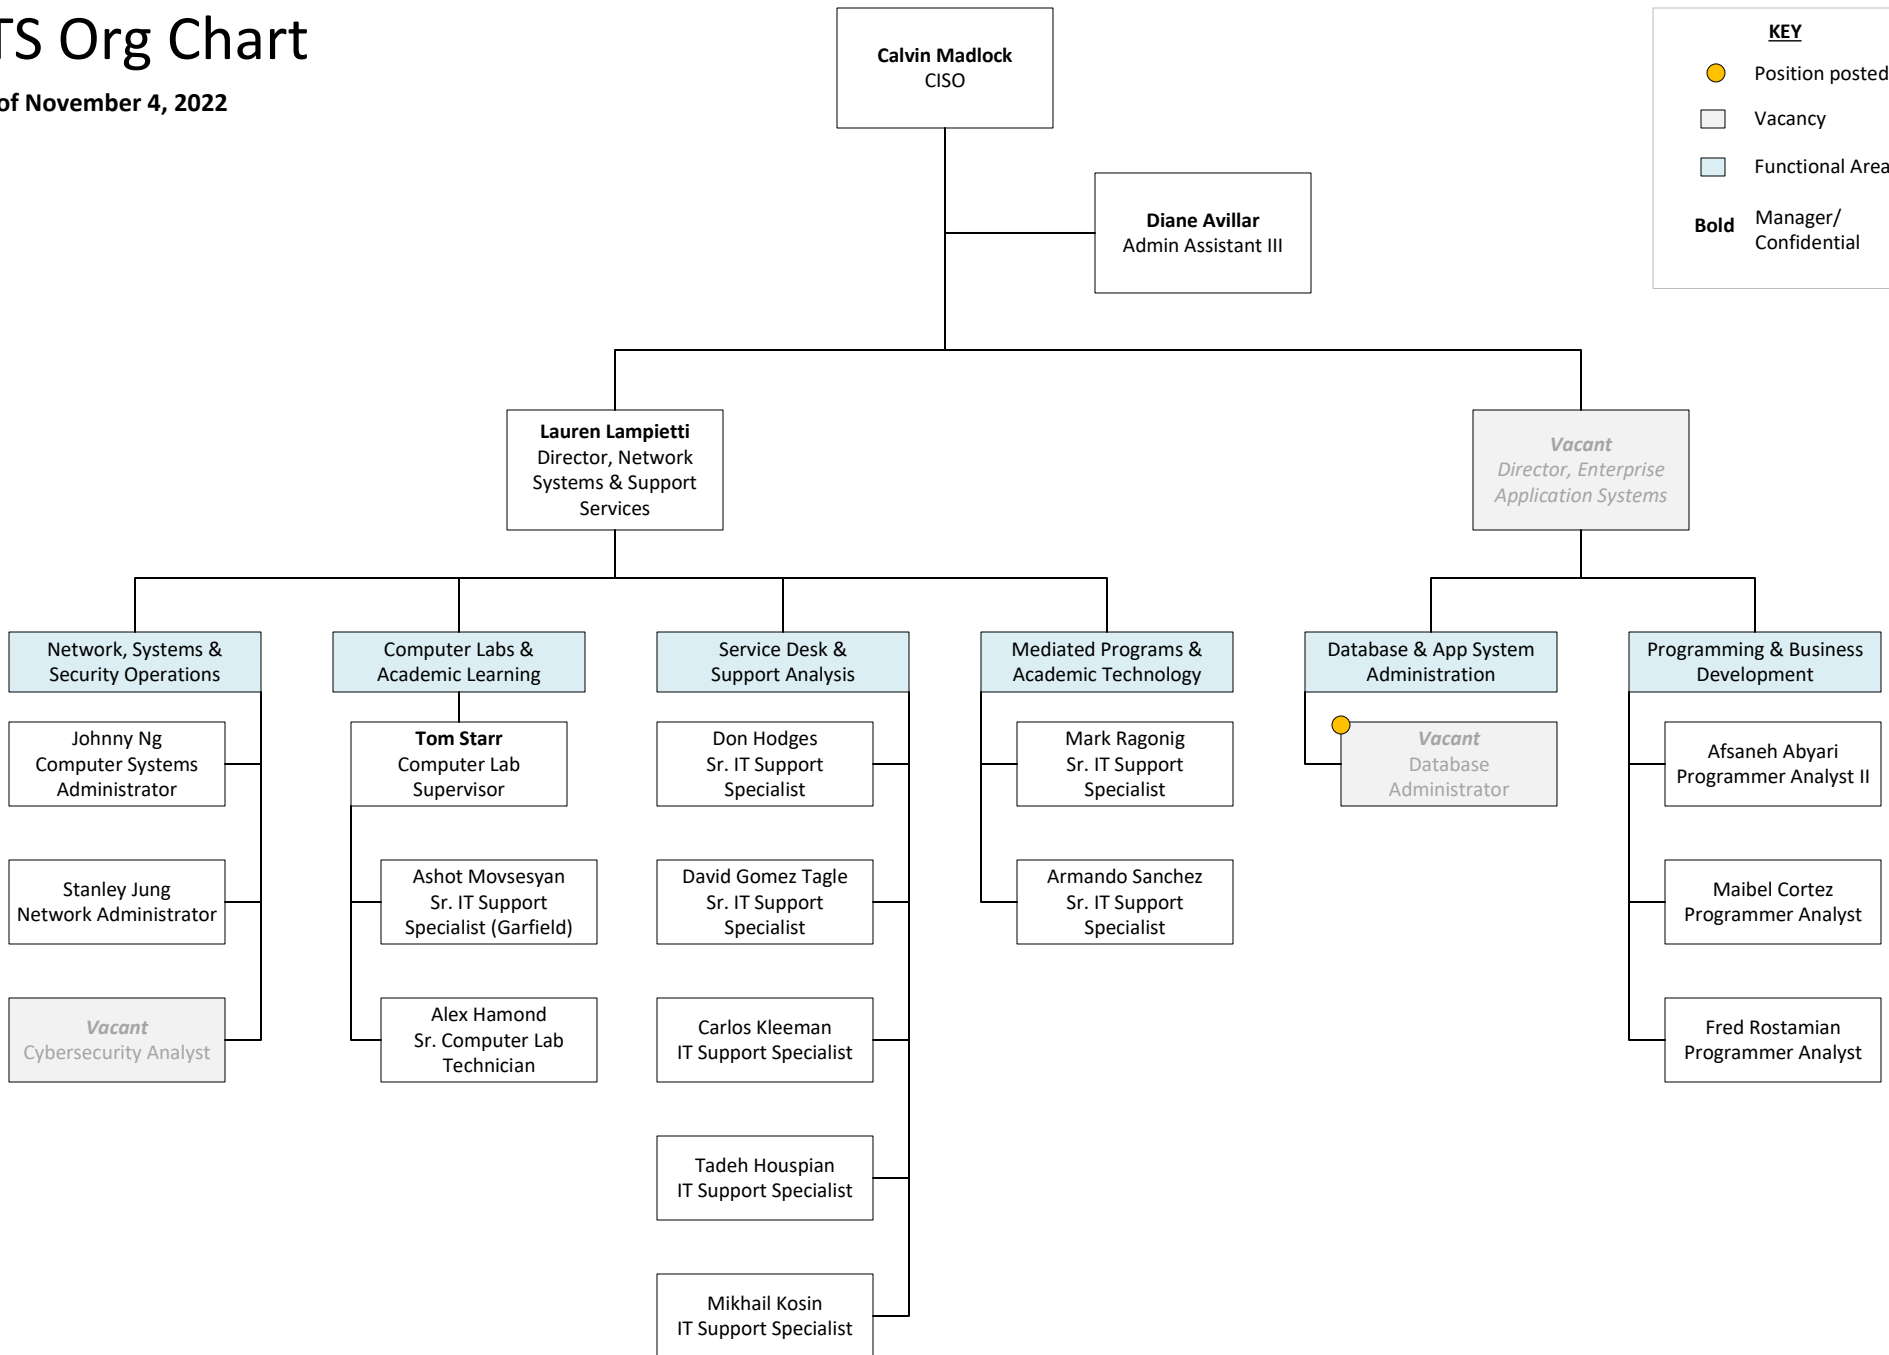 TS Org Chart
of November 4, 2022
Calvin Madlock
CISO
KEY
Position posted
Vacancy
Functional Area
Bold Manager/
Confidential
Diane Avillar
Admin Assistant III
Lauren Lampietti
Director, Network
Systems & Support
Services
Vacant
Director, Enterprise
Application Systems
Network, Systems &
Security Operations
Johnny Ng
Computer Systems
Administrator
Stanley Jung
Network Administrator
Vacant
Cybersecurity Analyst
Computer Labs &
Academic Learning
Tom Starr
Computer Lab
Supervisor
Ashot Movsesyan
Sr. IT Support
Specialist (Garfield)
Alex Hamond
Sr. Computer Lab
Technician
Service Desk &
Support Analysis
Don Hodges
Sr. IT Support
Specialist
David Gomez Tagle
Sr. IT Support
Specialist
Carlos Kleeman
IT Support Specialist
Tadeh Houspian
IT Support Specialist
Mikhail Kosin
IT Support Specialist
Mediated Programs &
Academic Technology
Mark Ragonig
Sr. IT Support
Specialist
Armando Sanchez
Sr. IT Support
Specialist
Database & App System
Administration
Vacant
Database
Administrator
Programming & Business
Development
Afsaneh Abyari
Programmer Analyst II
Maibel Cortez
Programmer Analyst
Fred Rostamian
Programmer Analyst